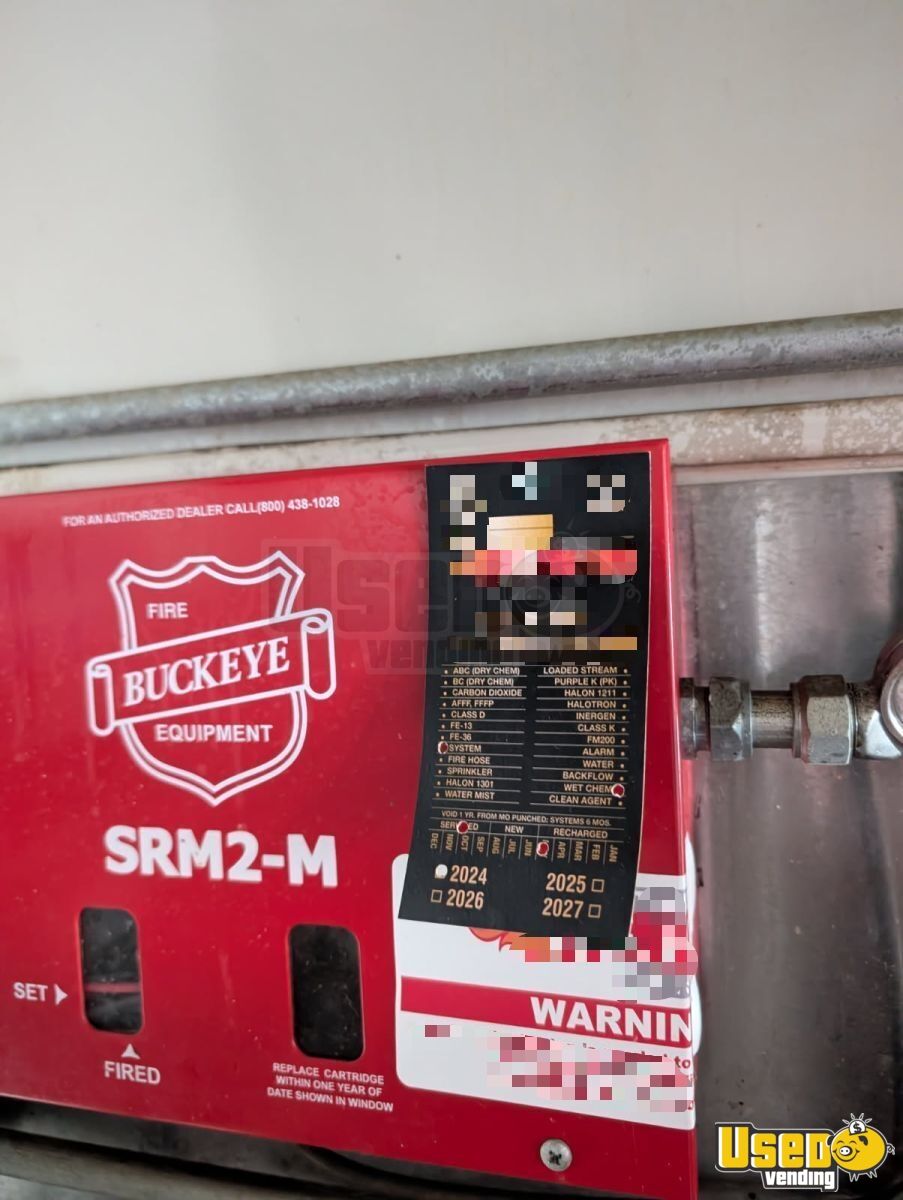 FOR AN AUTHORIZED DEALER CALL(800) 438-1028
FIRE
BUCKEYE
EQUIPMENT
SRM2-M
SET
FIRED
REPLACE CARTRIDGE
WITHIN ONE YEAR OF
DATE SHOWN IN WINDOW
ABC (DRY CHEM) LOADED STREAM
BC (DRY CHEM) PURPLE K (PK)
CARBON DIOXIDE HALON 1211
AFFF, FFFP HALOTRON
CLASS D INERGEN
FE-13 CLASS K
FE-36 FM200
SYSTEM ALARM
FIRE HOSE WATER
SPRINKLER BACKFLOW
HALON 1301 WET CHEM
WATER MIST CLEAN AGENT
VOID 1 YR. FROM MO PUNCHED: SYSTEMS 6 MOS.
NEW RECHARGED
DEC NOV OCT SEP AUG JUL JUN APR MAR FEB JAN
2024 2025
2026 2027
WARNIN
to
Used
vending
Used
vending